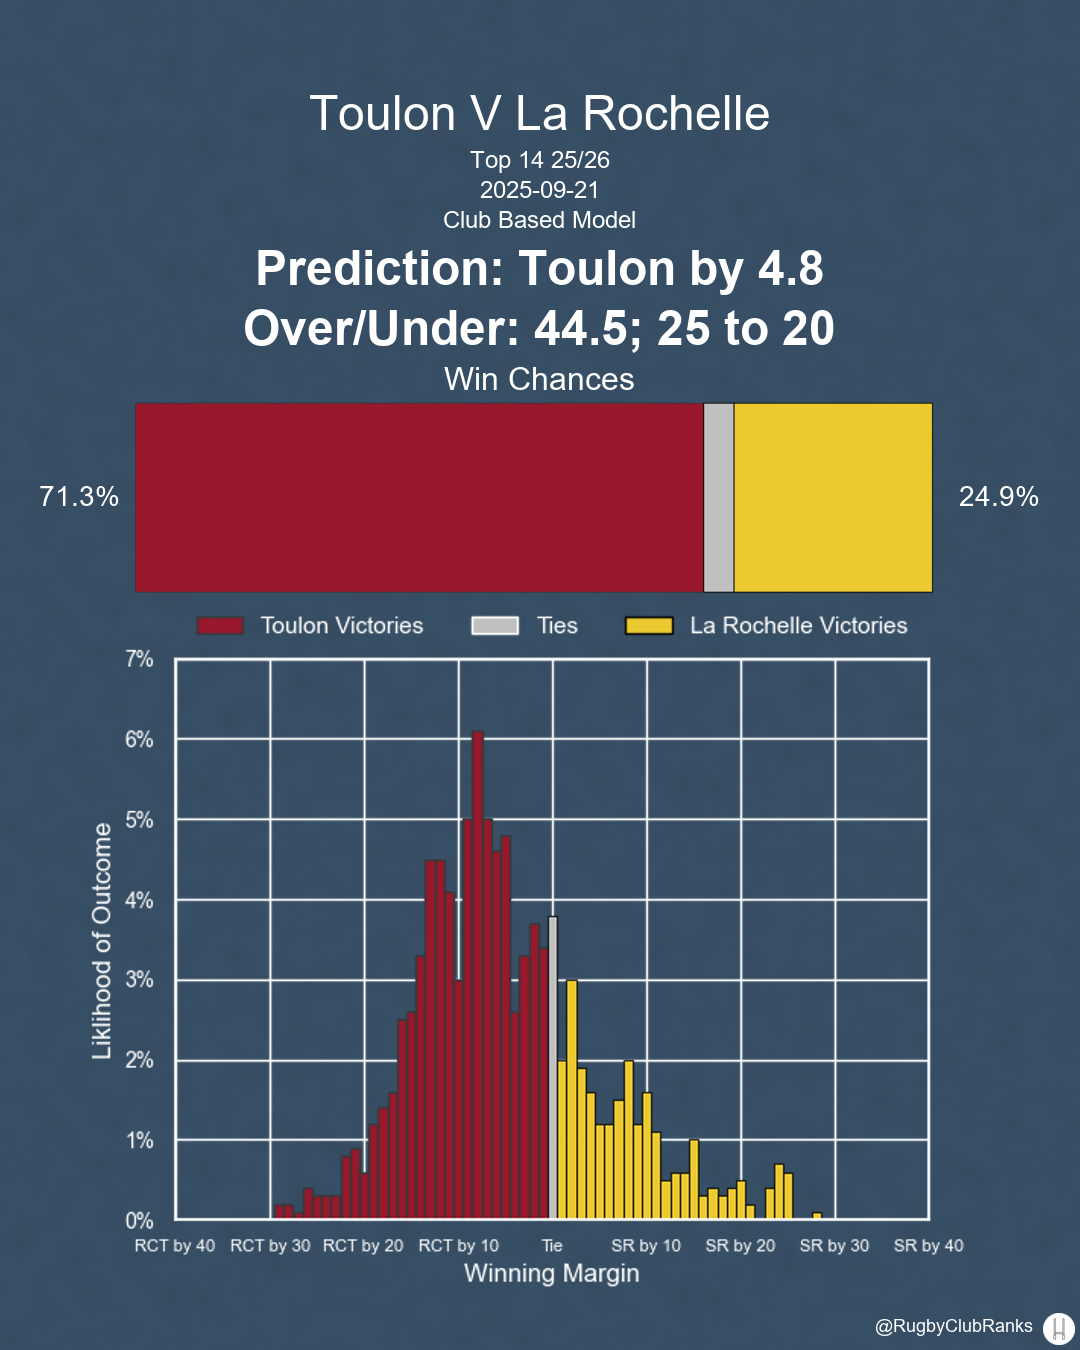 Toulon V La Rochelle
Top 14 25/26
2025-09-21
Club Based Model
Prediction: Toulon by 4.8
Over/Under: 44.5; 25 to 20
Win Chances
71.3%
24.9%
Toulon Victories
Ties
La Rochelle Victories
7%
6%
5%
4%
3%
2%
1%
0%
Liklihood of Outcome
RCT by 40
RCT by 30
RCT by 20
RCT by 10
Tie
SR by 10
SR by 20
SR by 30
SR by 40
Winning Margin
@RugbyClubRanks